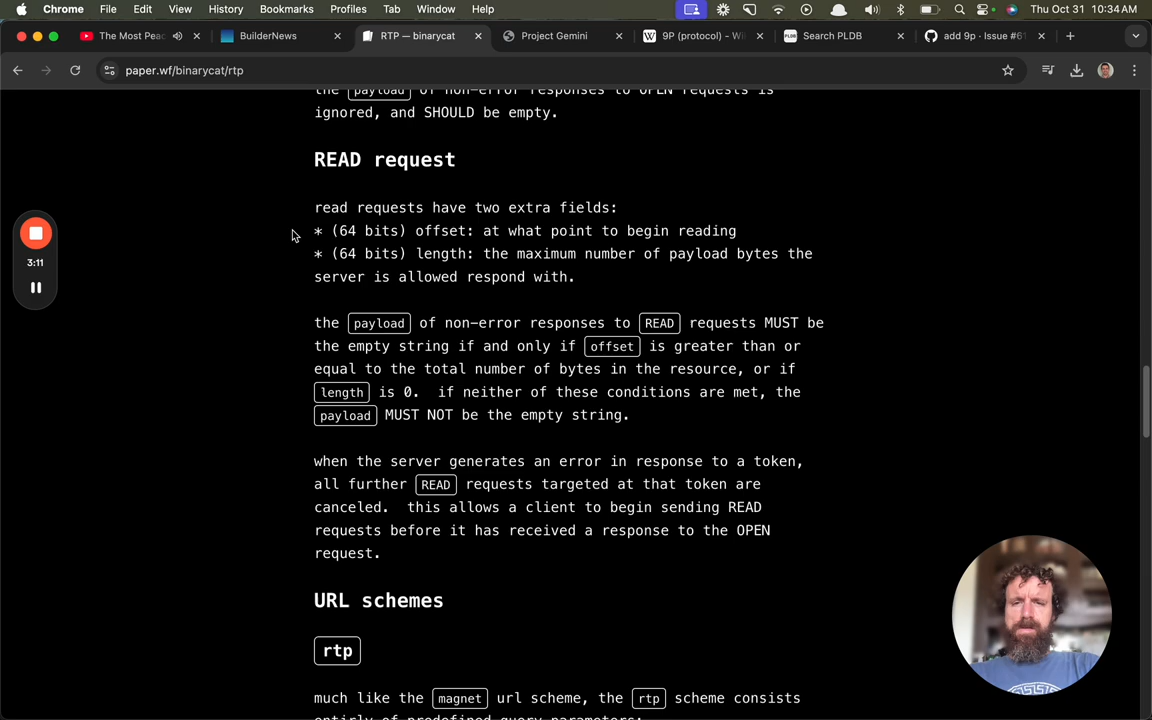 Chrome File Edit View History Bookmarks Profiles Tab Window Help Thu Oct 31 10:34 AM
The Most Peac BuilderNews RTP — binarycat Project Gemini 9P (protocol) – Wi Search PLDB add 9p · Issue #61
paper.wf/binarycat/rtp
the payload of non-error responses to OPEN requests is
ignored, and SHOULD be empty.
READ request
read requests have two extra fields:
* (64 bits) offset: at what point to begin reading
* (64 bits) length: the maximum number of payload bytes the
server is allowed respond with.
3:11
the payload of non-error responses to READ requests MUST be
the empty string if and only if offset is greater than or
equal to the total number of bytes in the resource, or if
length is 0. if neither of these conditions are met, the
payload MUST NOT be the empty string.
when the server generates an error in response to a token,
all further READ requests targeted at that token are
canceled. this allows a client to begin sending READ
requests before it has received a response to the OPEN
request.
URL schemes
rtp
much like the magnet url scheme, the rtp scheme consists
entirely of predefined query parameters: